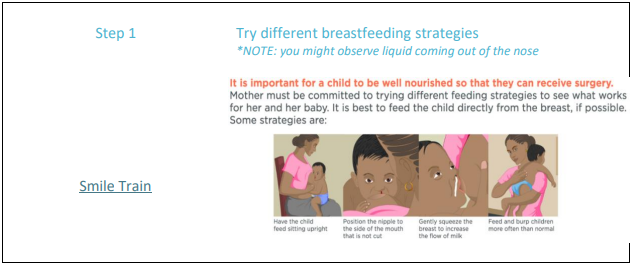 Step 1
Try different breastfeeding strategies
*NOTE: you might observe liquid coming out of the nose
It is important for a child to be well nourished so that they can receive surgery.
Mother must be committed to trying different feeding strategies to see what works
for her and her baby. It is best to feed the child directly from the breast, if possible.
Some strategies are:
Smile Train
Have the child
feed sitting upright
Position the nipple to
the side of the mouth
that is not cut
Gently squeeze the
breast to increase
the flow of milk
Feed and burp children
more often than normal